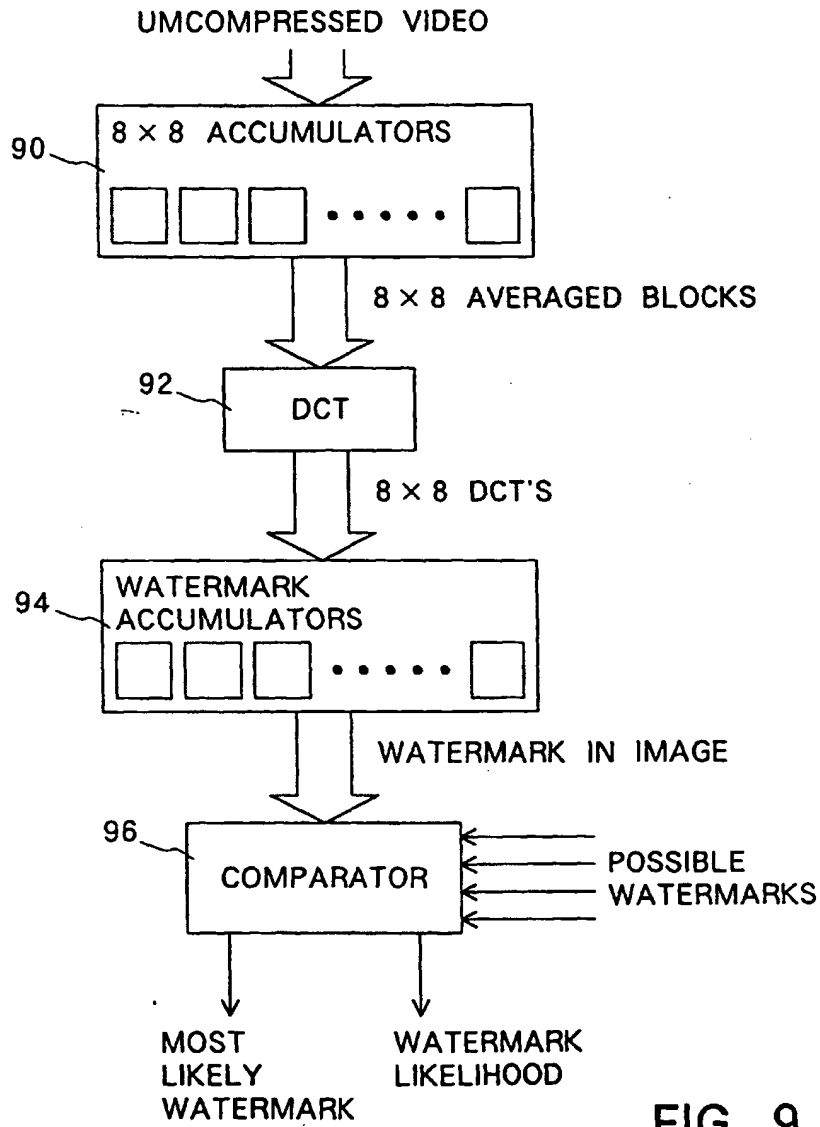 UMCOMPRESSED VIDEO
90
8 × 8 ACCUMULATORS
8 × 8 AVERAGED BLOCKS
92
DCT
8 × 8 DCT'S
94
WATERMARK
ACCUMULATORS
WATERMARK IN IMAGE
96
COMPARATOR
POSSIBLE
WATERMARKS
MOST
LIKELY
WATERMARK
WATERMARK
LIKELIHOOD
FIG. 9